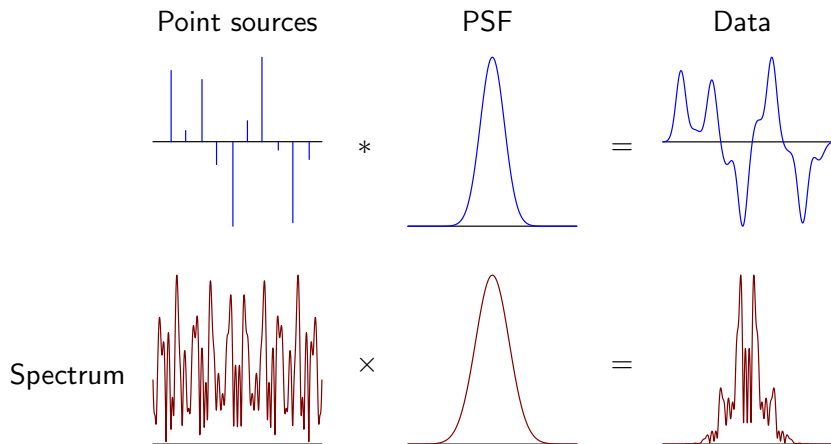 Point sources PSF Data
* =
Spectrum × =